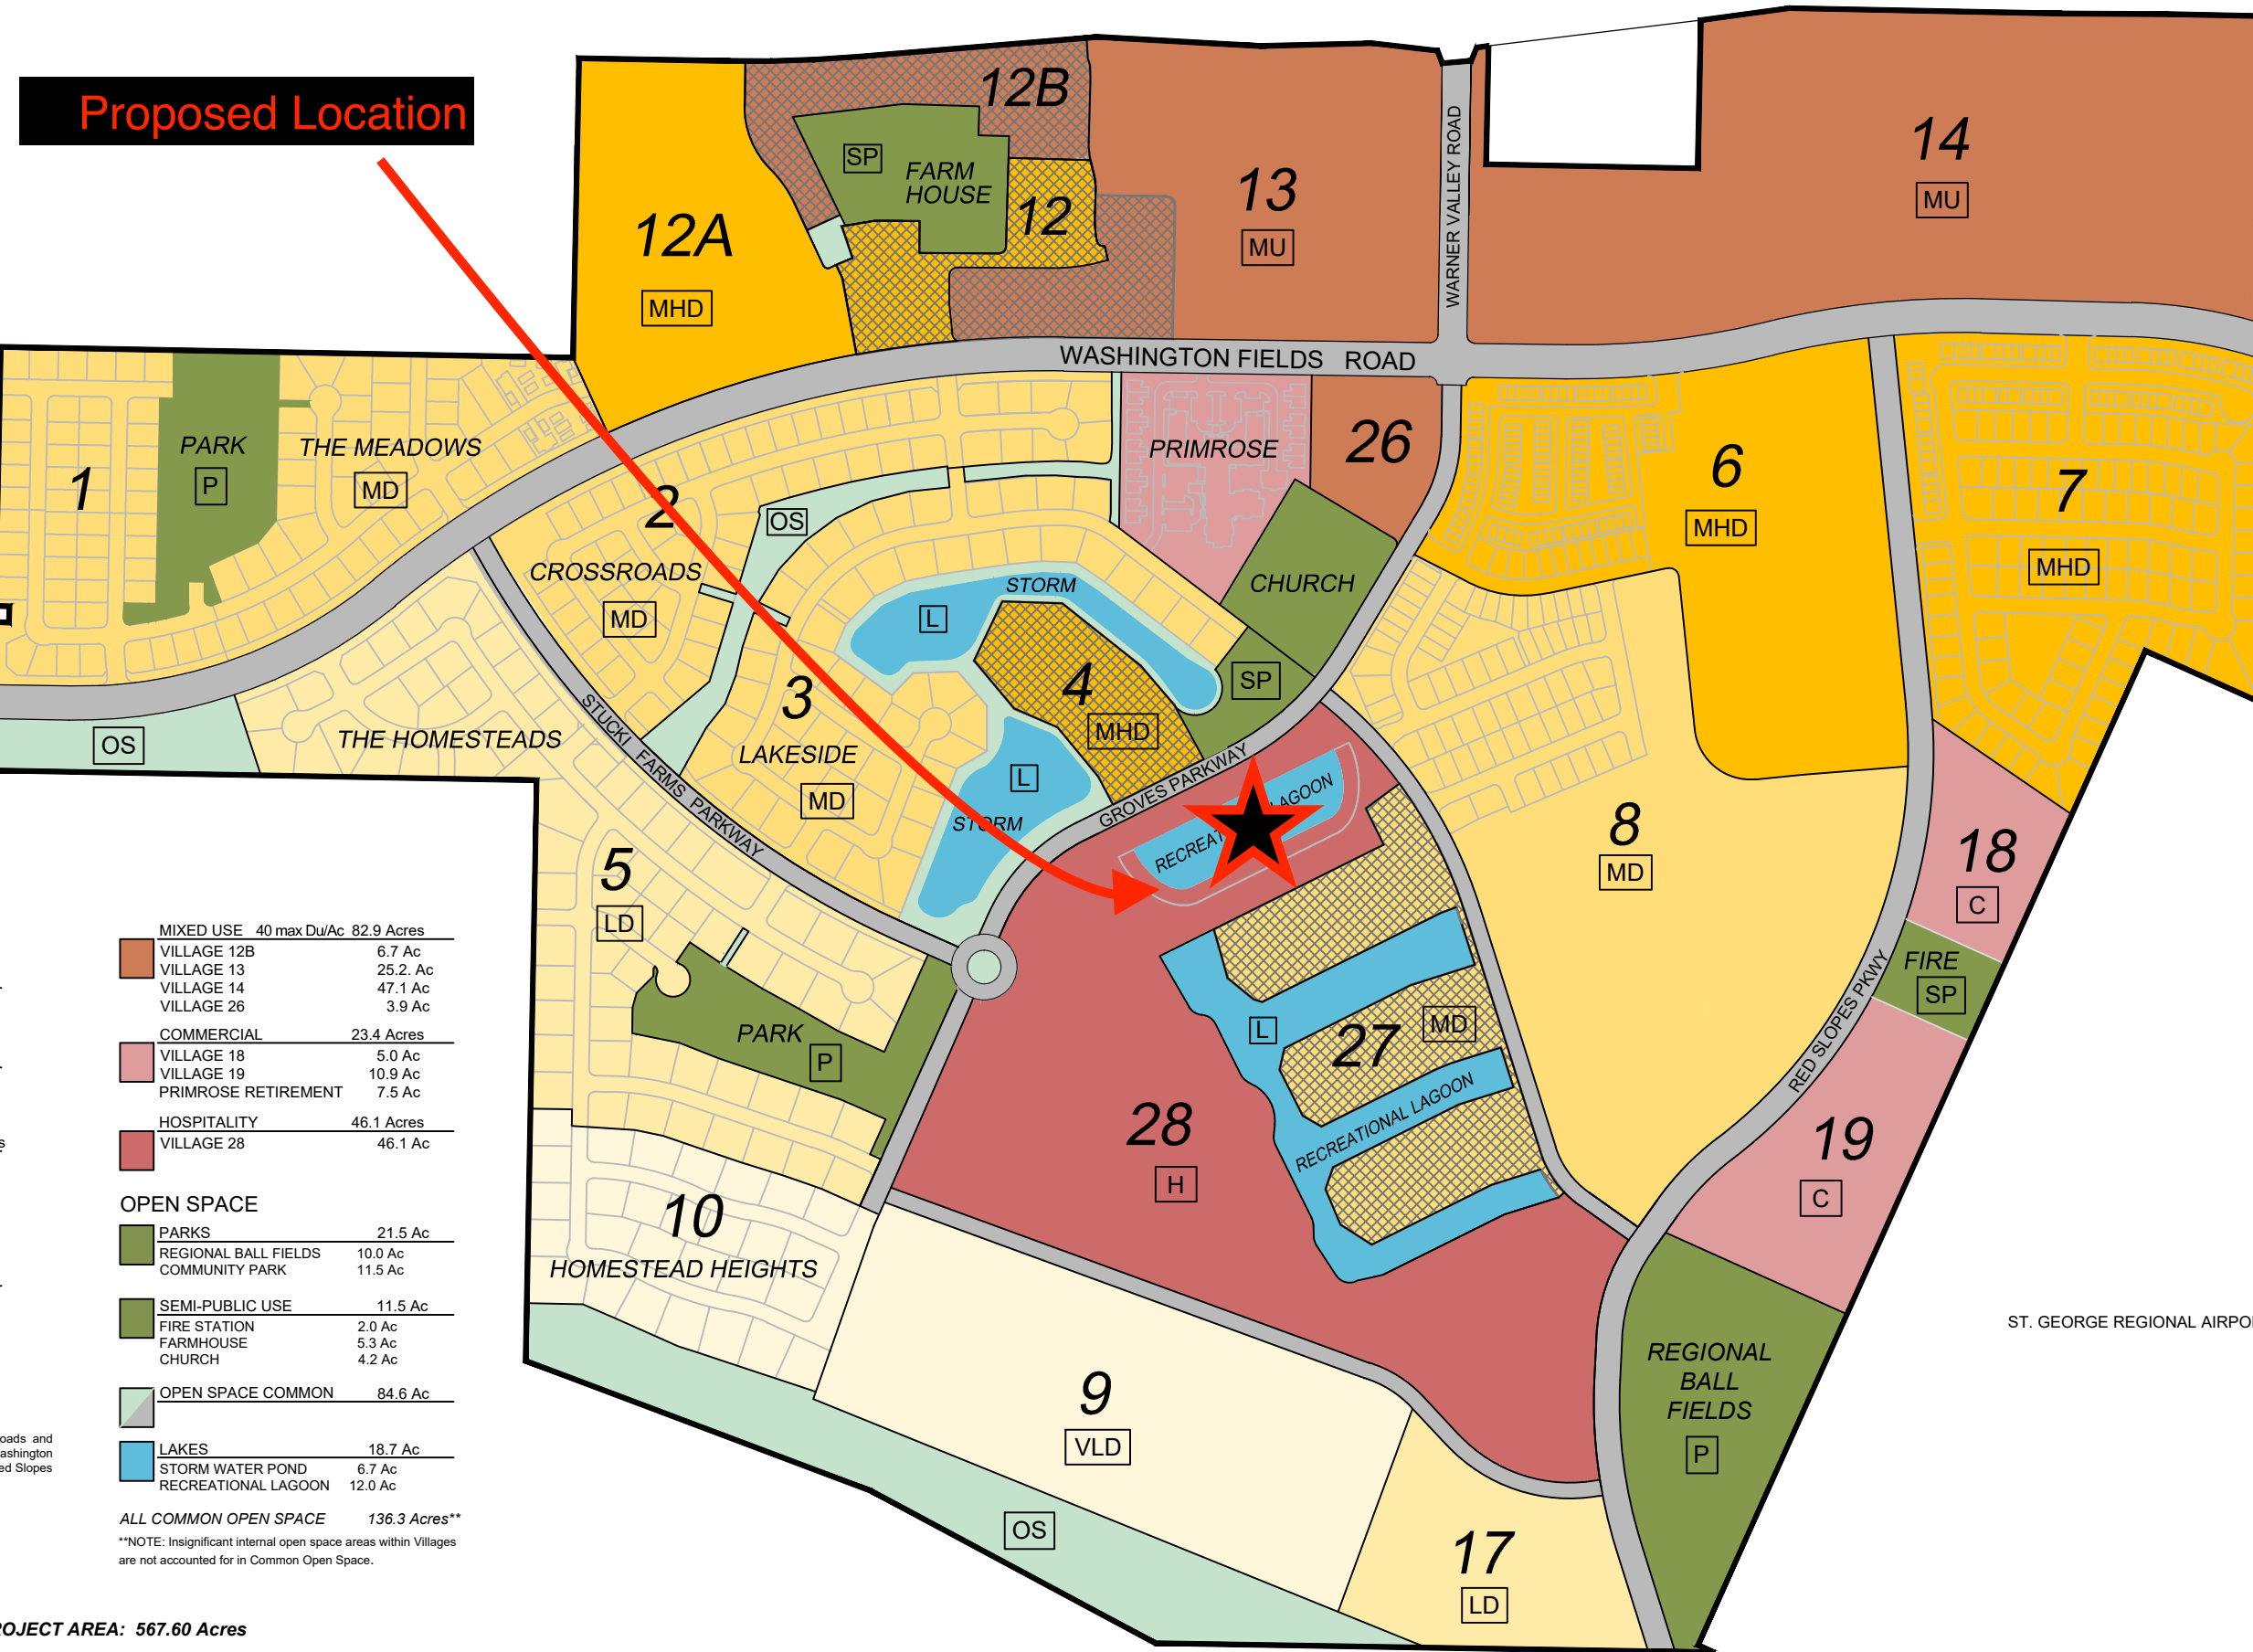 Proposed Location
12B
SP
FARM
HOUSE
12
12A
MHD
13
MU
WARNER VALLEY ROAD
14
MU
WASHINGTON FIELDS ROAD
1
PARK
P
THE MEADOWS
MD
2
OS
CROSSROADS
MD
PRIMROSE
26
CHURCH
SP
6
MHD
7
MHD
STORM
L
4
MHD
3
LAKESIDE
MD
L
STORM
OS
THE HOMESTEADS
STUCKI FARMS PARKWAY
GROVES PARKWAY
LAGOON
8
MD
18
C
FIRE
SP
RED SLOPES PKWY
19
C
5
LD
PARK
P
L
27
MD
RECREATIONAL LAGOON
28
H
10
HOMESTEAD HEIGHTS
9
VLD
OS
17
LD
REGIONAL
BALL
FIELDS
P
ST. GEORGE REGIONAL
MIXED USE 40 max Du/Ac 82.9 Acres
VILLAGE 12B 6.7 Ac
VILLAGE 13 25.2. Ac
VILLAGE 14 47.1 Ac
VILLAGE 26 3.9 Ac
COMMERCIAL 23.4 Acres
VILLAGE 18 5.0 Ac
VILLAGE 19 10.9 Ac
PRIMROSE RETIREMENT 7.5 Ac
HOSPITALITY 46.1 Acres
VILLAGE 28 46.1 Ac
OPEN SPACE
PARKS 21.5 Ac
REGIONAL BALL FIELDS 10.0 Ac
COMMUNITY PARK 11.5 Ac
SEMI-PUBLIC USE 11.5 Ac
FIRE STATION 2.0 Ac
FARMHOUSE 5.3 Ac
CHURCH 4.2 Ac
OPEN SPACE COMMON 84.6 Ac
LAKES 18.7 Ac
STORM WATER POND 6.7 Ac
RECREATIONAL LAGOON 12.0 Ac
ALL COMMON OPEN SPACE 136.3 Acres**
**NOTE: Insignificant internal open space areas within Villages
are not accounted for in Common Open Space.
and
Slopes
AREA: 567.60 Acres